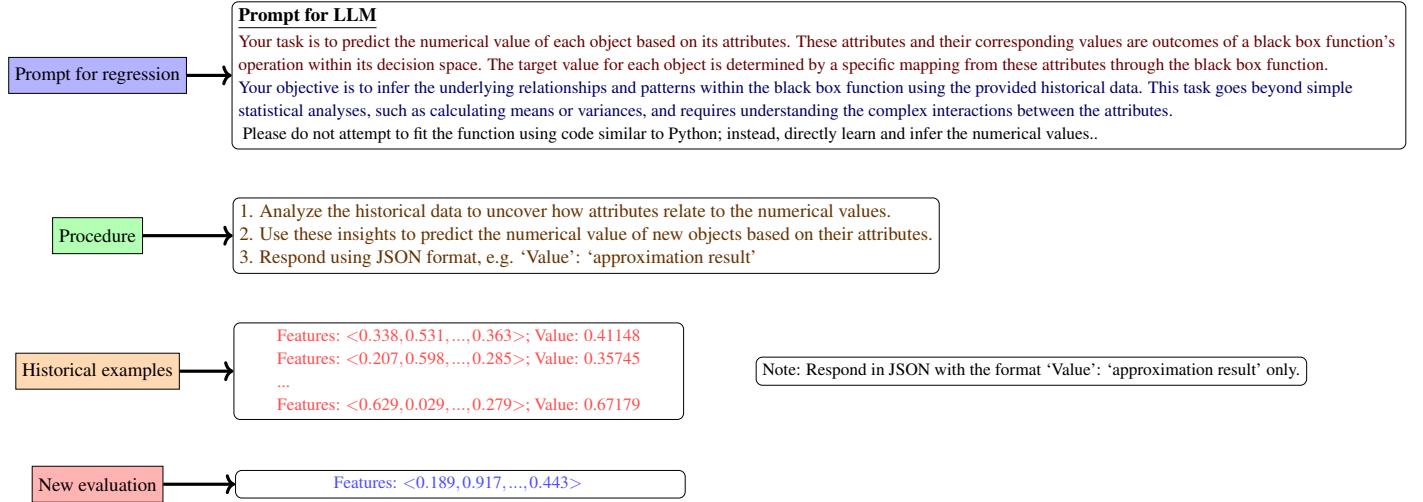 Prompt for LLM
Prompt for regression
Your task is to predict the numerical value of each object based on its attributes. These attributes and their corresponding values are outcomes of a black box function's
operation within its decision space. The target value for each object is determined by a specific mapping from these attributes through the black box function.
Your objective is to infer the underlying relationships and patterns within the black box function using the provided historical data. This task goes beyond simple
statistical analyses, such as calculating means or variances, and requires understanding the complex interactions between the attributes.
Please do not attempt to fit the function using code similar to Python; instead, directly learn and infer the numerical values..
Procedure
1. Analyze the historical data to uncover how attributes relate to the numerical values.
2. Use these insights to predict the numerical value of new objects based on their attributes.
3. Respond using JSON format, e.g. ‘Value’: ‘approximation result’
Historical examples
Features: <0.338,0.531,...,0.363>; Value: 0.41148
Features: <0.207,0.598,...,0.285>; Value: 0.35745
...
Features: <0.629,0.029,...,0.279>; Value: 0.67179
Note: Respond in JSON with the format ‘Value’: ‘approximation result’ only.
New evaluation
Features: <0.189,0.917,...,0.443>